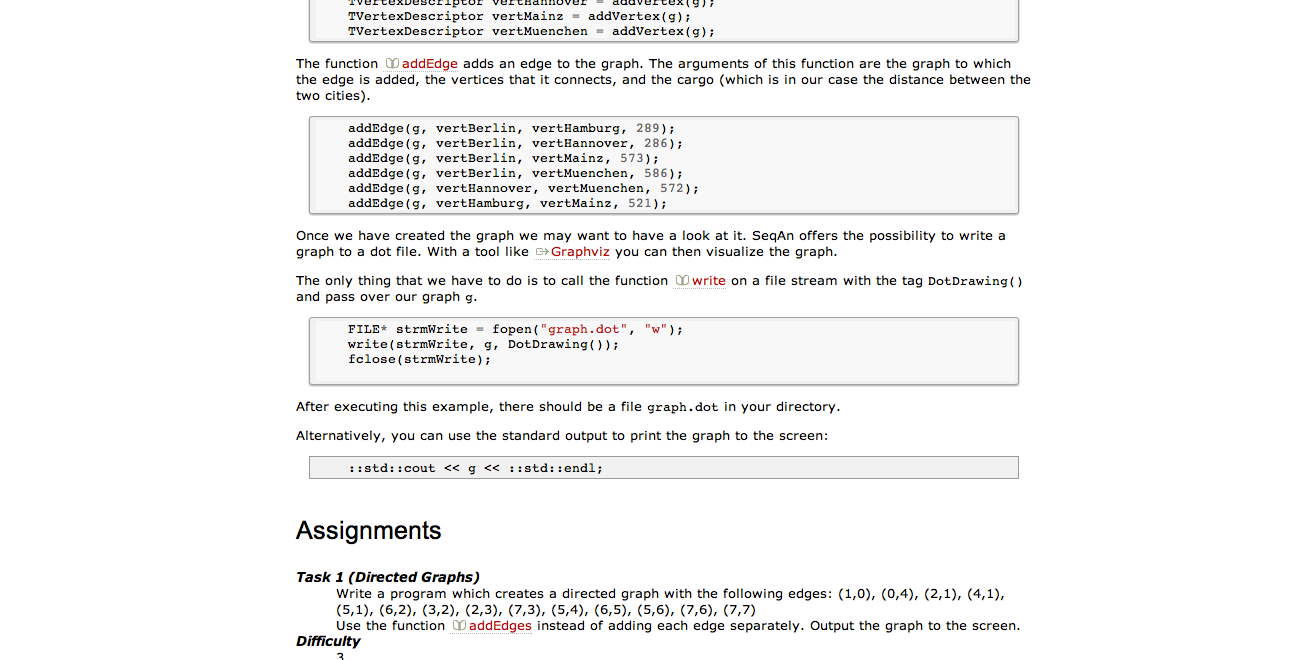 TVertexDescriptor vertHannover = addVertex(g);
TVertexDescriptor vertMainz = addVertex(g);
TVertexDescriptor vertMuenchen = addVertex(g);
The function addEdge adds an edge to the graph. The arguments of this function are the graph to which
the edge is added, the vertices that it connects, and the cargo (which is in our case the distance between the
two cities).
addEdge(g, vertBerlin, vertHamburg, 289);
addEdge(g, vertBerlin, vertHannover, 286);
addEdge(g, vertBerlin, vertMainz, 573);
addEdge(g, vertBerlin, vertMuenchen, 586);
addEdge(g, vertHannover, vertMuenchen, 572);
addEdge(g, vertHamburg, vertMainz, 521);
Once we have created the graph we may want to have a look at it. SeqAn offers the possibility to write a
graph to a dot file. With a tool like Graphviz you can then visualize the graph.
The only thing that we have to do is to call the function write on a file stream with the tag DotDrawing()
and pass over our graph g.
FILE* strmWrite = fopen("graph.dot", "w");
write(strmWrite, g, DotDrawing());
fclose(strmWrite);
After executing this example, there should be a file graph.dot in your directory.
Alternatively, you can use the standard output to print the graph to the screen:
::std::cout << g << ::std::endl;
Assignments
Task 1 (Directed Graphs)
Write a program which creates a directed graph with the following edges: (1,0), (0,4), (2,1), (4,1),
(5,1), (6,2), (3,2), (2,3), (7,3), (5,4), (6,5), (5,6), (7,6), (7,7)
Use the function addEdges instead of adding each edge separately. Output the graph to the screen.
Difficulty
3